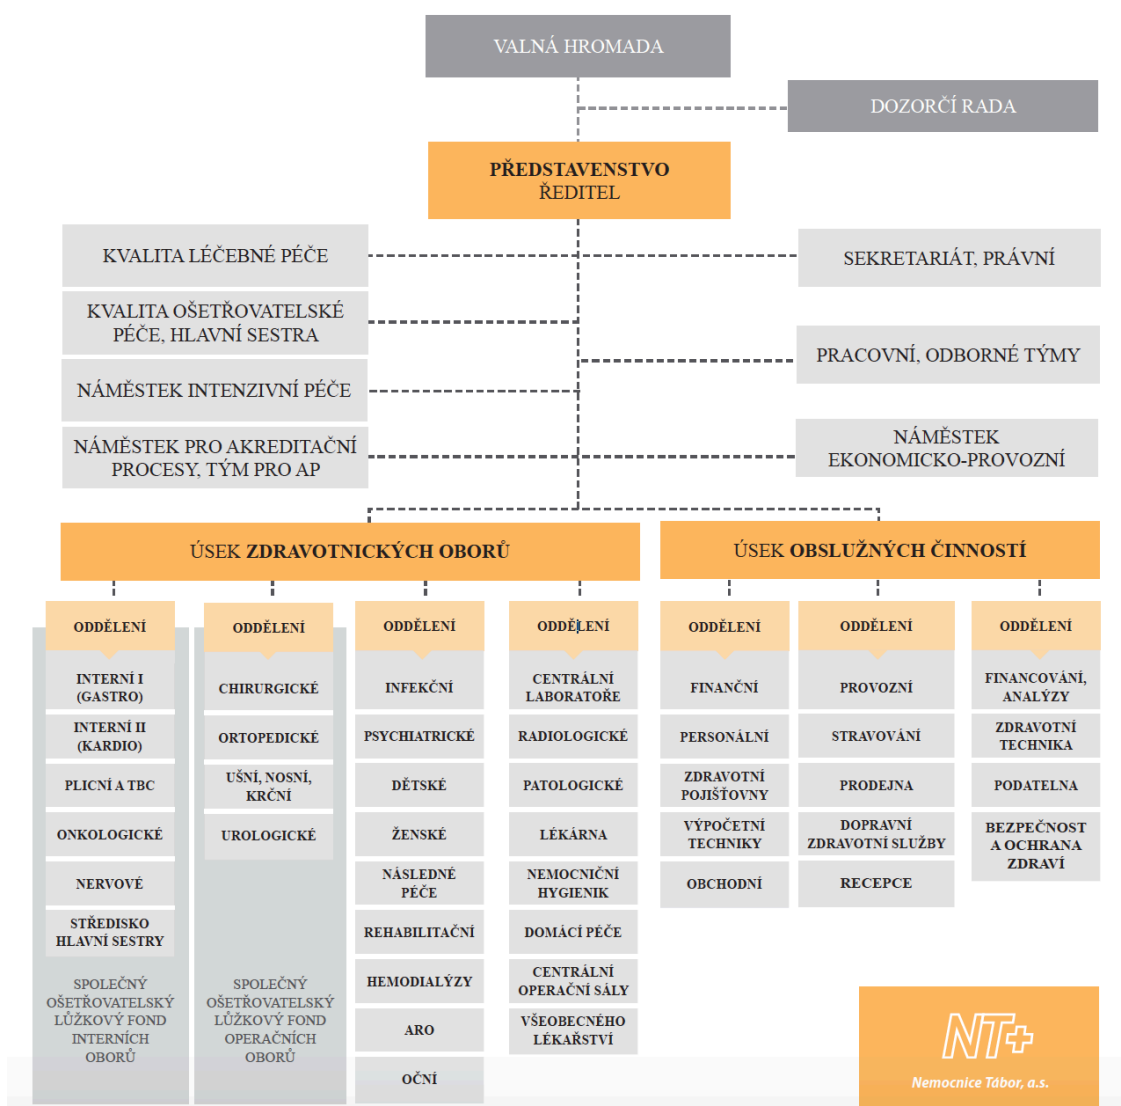 VALNÁ HROMADA
DOZORČÍ RADA
PŘEDSTAVENSTVO
ŘEDITEL
KVALITA LÉČEBNÉ PÉČE
SEKRETARIÁT, PRÁVNÍ
KVALITA OŠETŘOVATELSKÉ
PÉČE, HLAVNÍ SESTRA
PRACOVNÍ, ODBORNÉ TÝMY
NÁMĚSTEK INTENZIVNÍ PÉČE
NÁMĚSTEK PRO AKREDITAČNÍ
PROCESY, TÝM PRO AP
NÁMĚSTEK
EKONOMICKO-PROVOZNÍ
ÚSEK ZDRAVOTNICKÝCH OBORŮ
ÚSEK OBSLUŽNÝCH ČINNOSTÍ
ODDĚLENÍ
INTERNÍ I
(GASTRO)
INTERNÍ II
(KARDIO)
PLICNÍ A TBC
ONKOLOGICKÉ
NERVOVÉ
STŘEDISKO
HLAVNÍ SESTRY
SPOLEČNÝ
OŠETŘOVATELSKÝ
LŮŽKOVÝ FOND
INTERNÍCH
OBORŮ
ODDĚLENÍ
CHIRURGICKÉ
ORTOPEDICKÉ
UŠNÍ, NOSNÍ,
KRČNÍ
UROLOGICKÉ
SPOLEČNÝ
OŠETŘOVATELSKÝ
LŮŽKOVÝ FOND
OPERAČNÍCH
OBORŮ
ODDĚLENÍ
INFEKČNÍ
PSYCHIATRICKÉ
DĚTSKÉ
ŽENSKÉ
NÁSLEDNÉ
PÉČE
REHABILITAČNÍ
HEMODIALÝZY
ARO
OČNÍ
ODDĚLENÍ
CENTRÁLNÍ
LABORATOŘE
RADIOLOGICKÉ
PATOLOGICKÉ
LÉKÁRNA
NEMOCNIČNÍ
HYGIENIK
DOMÁCÍ PÉČE
CENTRÁLNÍ
OPERAČNÍ SÁLY
VŠEOBECNÉHO
LÉKAŘSTVÍ
ODDĚLENÍ
FINANČNÍ
PERSONÁLNÍ
ZDRAVOTNÍ
POJIŠŤOVNY
VÝPOČETNÍ
TECHNIKY
OBCHODNÍ
ODDĚLENÍ
PROVOZNÍ
STRAVOVÁNÍ
PRODEJNA
DOPRAVNÍ
ZDRAVOTNÍ SLUŽBY
RECEPCE
ODDĚLENÍ
FINANCOVÁNÍ,
ANALÝZY
ZDRAVOTNÍ
TECHNIKA
PODATELNA
BEZPEČNOST
A OCHRANA
ZDRAVÍ
NT+
Nemocnice Tábor, a.s.